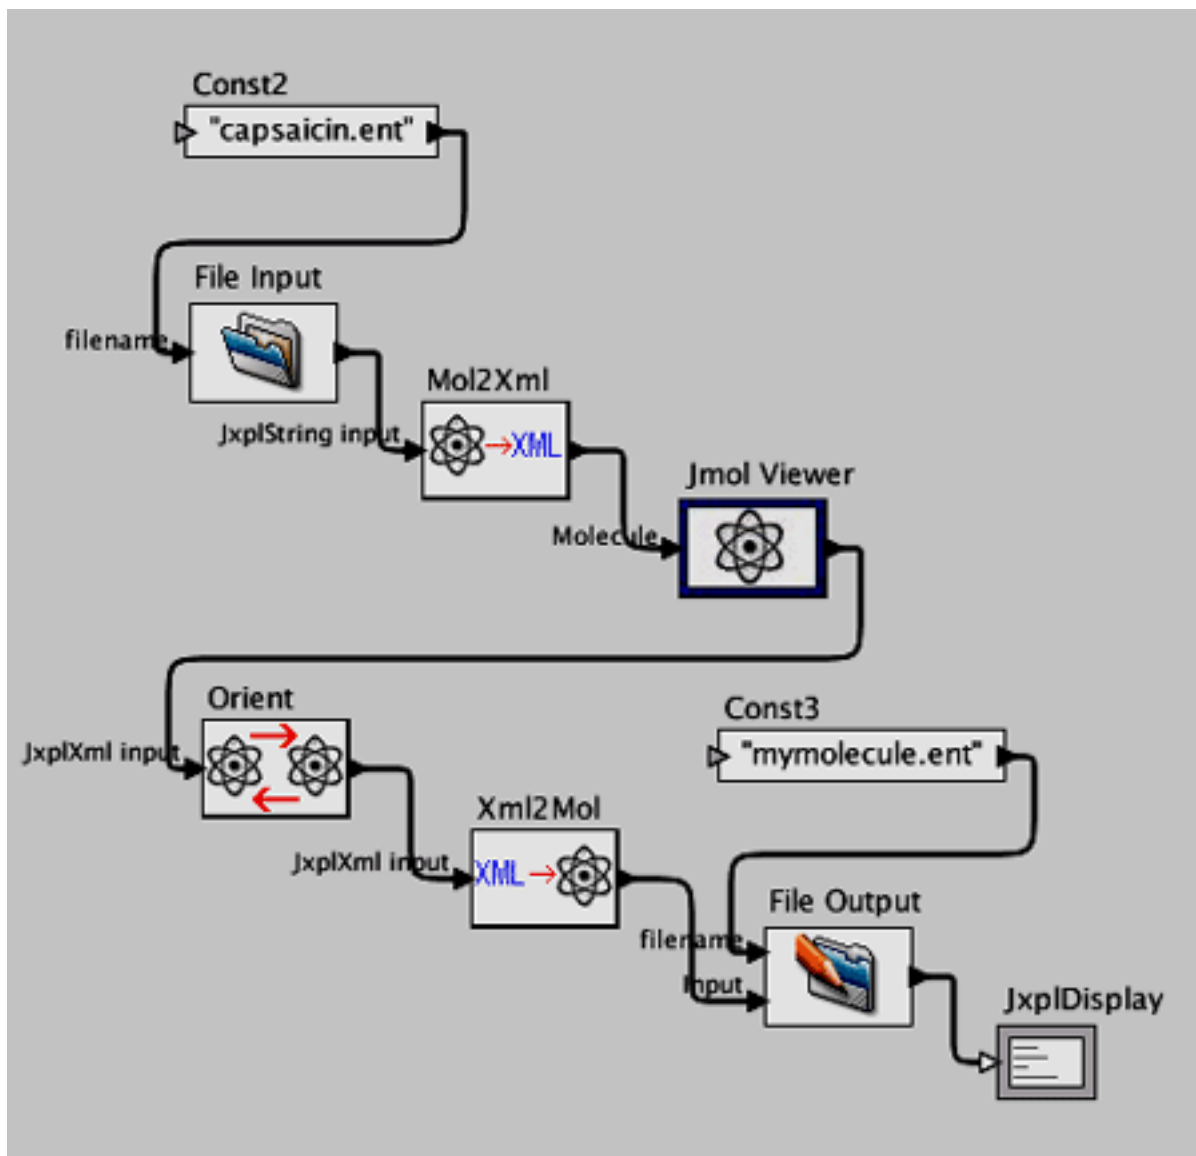 Const2
"capsaicin.ent"
File Input
filename
Mol2Xml
JxplString input
XML
Jmol Viewer
Molecule
Orient
JxplXml input
Const3
"mymolecule.ent"
Xml2Mol
JxplXml input
XML
File Output
filename
Input
JxplDisplay